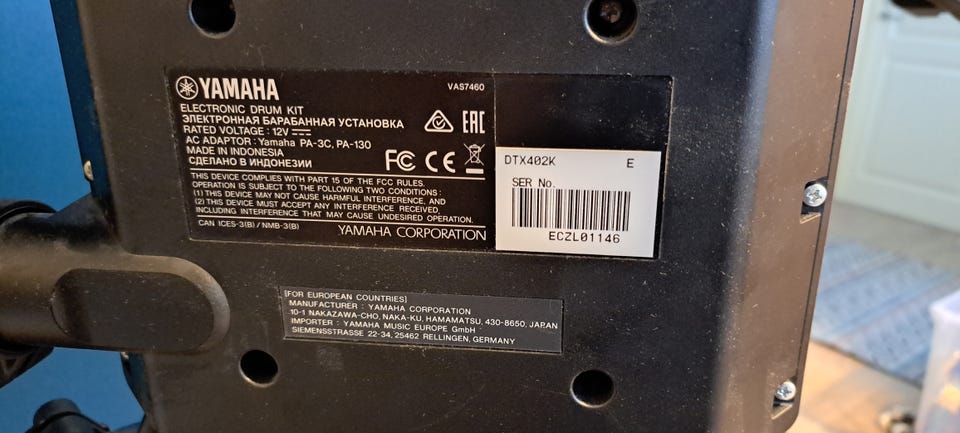 YAMAHA
VAS7460
ELECTRONIC DRUM KIT
ЭЛЕКТРОННАЯ БАРАБАННАЯ УСТАНОВКА
RATED VOLTAGE : 12V
AC ADAPTOR : Yamaha PA-3C, PA-130
MADE IN INDONESIA
СДЕЛАНО В ИНДОНЕЗИИ
EAC
FC CE
THIS DEVICE COMPLIES WITH PART 15 OF THE FCC RULES.
OPERATION IS SUBJECT TO THE FOLLOWING TWO CONDITIONS :
(1) THIS DEVICE MAY NOT CAUSE HARMFUL INTERFERENCE, AND
(2) THIS DEVICE MUST ACCEPT ANY INTERFERENCE RECEIVED,
INCLUDING INTERFERENCE THAT MAY CAUSE UNDESIRED OPERATION.
CAN ICES-3(B) / NMB-3(B)
YAMAHA CORPORATION
DTX402K E
SER No.
ECZL01146
[FOR EUROPEAN COUNTRIES]
MANUFACTURER : YAMAHA CORPORATION
10-1 NAKAZAWA-CHO, NAKA-KU, HAMAMATSU, 430-8650, JAPAN
IMPORTER : YAMAHA MUSIC EUROPE GmbH
SIEMENSSTRASSE 22-34, 25462 RELLINGEN, GERMANY